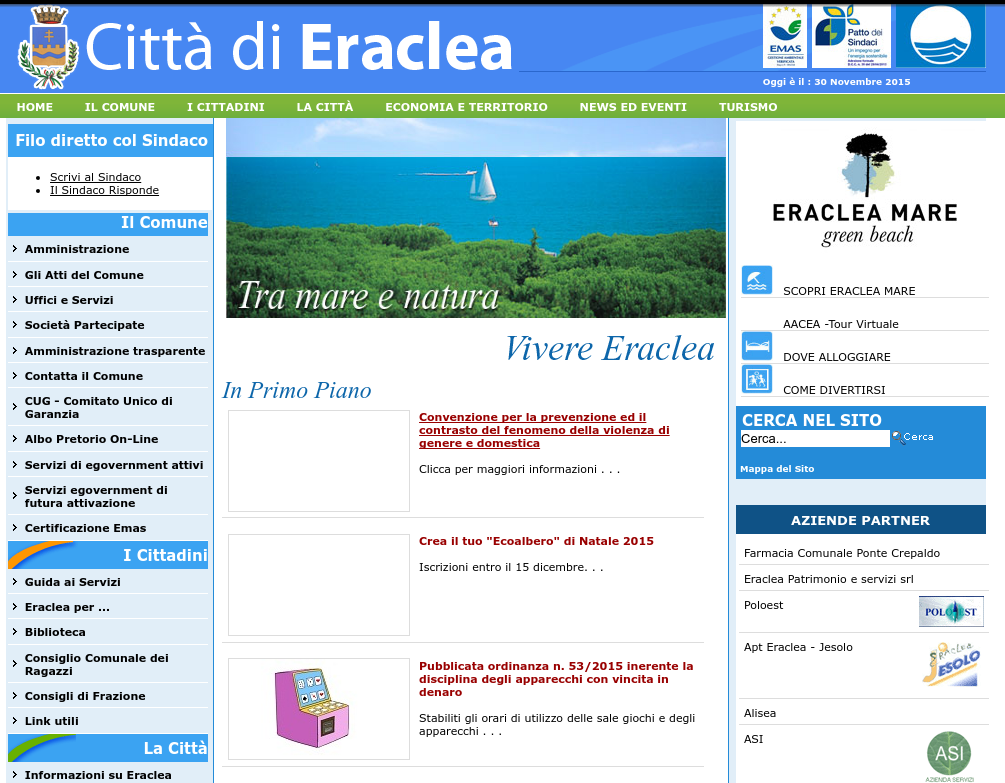 Città di Eraclea
EMAS
Patto dei
Sindaci
Un impegno per
l'energia sostenibile
Oggi è il : 30 Novembre 2015
HOME IL COMUNE I CITTADINI LA CITTÀ ECONOMIA E TERRITORIO NEWS ED EVENTI TURISMO
Filo diretto col Sindaco
Scrivi al Sindaco
Il Sindaco Risponde
Il Comune
Amministrazione
Gli Atti del Comune
Uffici e Servizi
Società Partecipate
Amministrazione trasparente
Contatta il Comune
CUG - Comitato Unico di
Garanzia
Albo Pretorio On-Line
Servizi di egovernment attivi
Servizi egovernment di
futura attivazione
Certificazione Emas
I Cittadini
Guida ai Servizi
Eraclea per ...
Biblioteca
Consiglio Comunale dei
Ragazzi
Consigli di Frazione
Link utili
La Città
Informazioni su Eraclea
Tra mare e natura
Vivere Eraclea
In Primo Piano
Convenzione per la prevenzione ed il
contrasto del fenomeno della violenza di
genere e domestica
Clicca per maggiori informazioni . . .
Crea il tuo "Ecoalbero" di Natale 2015
Iscrizioni entro il 15 dicembre. . .
Pubblicata ordinanza n. 53/2015 inerente la
disciplina degli apparecchi con vincita in
denaro
Stabiliti gli orari di utilizzo delle sale giochi e degli
apparecchi . . .
ERACLEA MARE
green beach
SCOPRI ERACLEA MARE
AACEA -Tour Virtuale
DOVE ALLOGGIARE
COME DIVERTIRSI
CERCA NEL SITO
Cerca... Cerca
Mappa del Sito
AZIENDE PARTNER
Farmacia Comunale Ponte Crepaldo
Eraclea Patrimonio e servizi srl
Poloest
POLOEST
Apt Eraclea - Jesolo
Eraclea
JESOLO
Alisea
ASI
ASI
AZIENDA SERVIZI